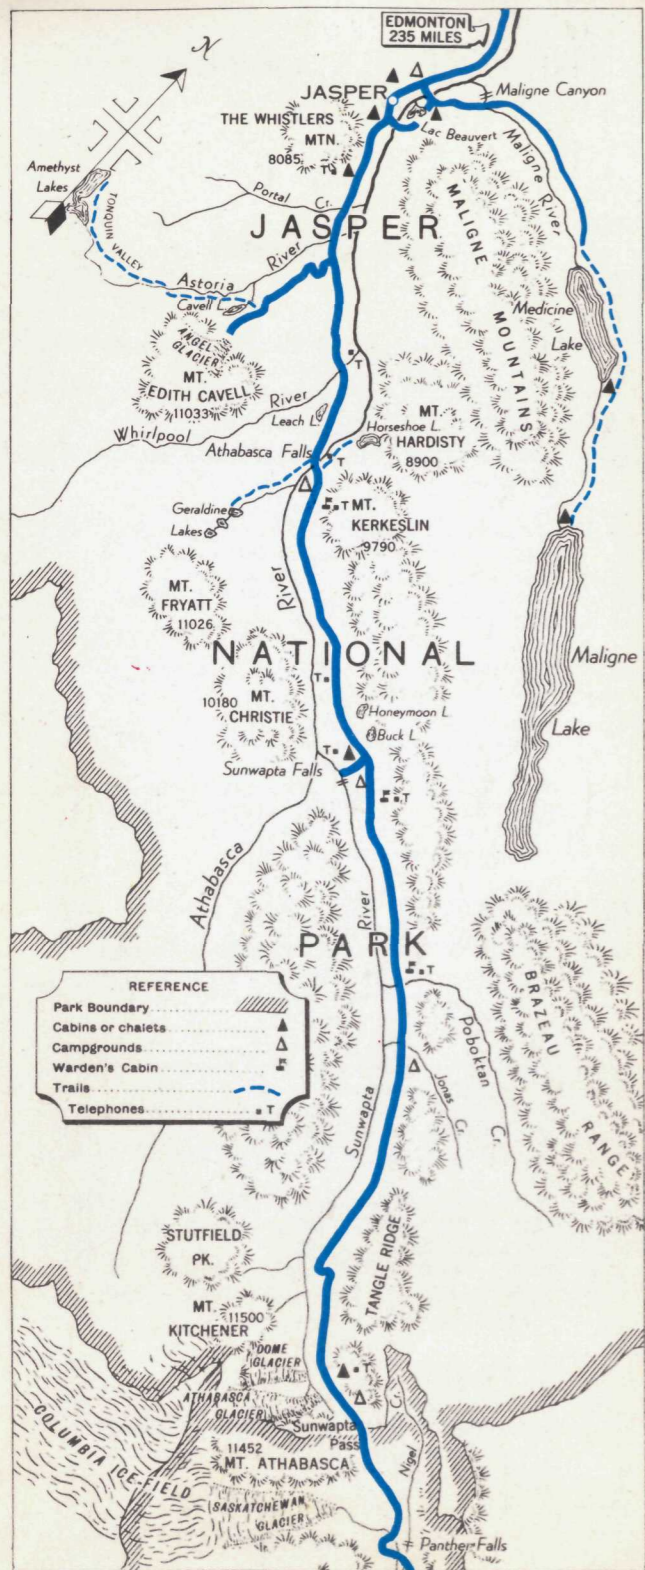 EDMONTON
235 MILES
N
JASPER
Maligne Canyon
THE WHISTLERS
MTN.
8085
T
Lac Beauvert
Maligne River
Amethyst
Lakes
TONQUIN VALLEY
Portal Cr.
JASPER
MALIGNE MOUNTAINS
Astoria River
Cavell L.
Medicine
Lake
ANGEL
GLACIER
MT.
EDITH CAVELL
11033
T
Whirlpool River
Leach L.
Horseshoe L.
MT.
HARDISTY
8900
Athabasca Falls
T
Geraldine
Lakes
T
MT.
KERKESLIN
9790
River
MT.
FRYATT
11026
NATIONAL
Maligne
Lake
T
10180
MT.
CHRISTIE
Honeymoon L.
Buck L.
T
Sunwapta Falls
T
Athabasca
River
PARK
T
BRAZEAU RANGE
REFERENCE
Park Boundary
Cabins or chalets
Campgrounds
Warden's Cabin
Trails
Telephones T
Poboktan Cr.
Jonas Cr.
Sunwapta
STUTFIELD
PK.
TANGLE RIDGE
MT.
KITCHENER
11500
DOME
GLACIER
T
ATHABASCA
GLACIER
Sunwapta
Pass
Nigel Cr.
COLUMBIA ICE-FIELD
11452
MT. ATHABASCA
SASKATCHEWAN
GLACIER
Panther Falls